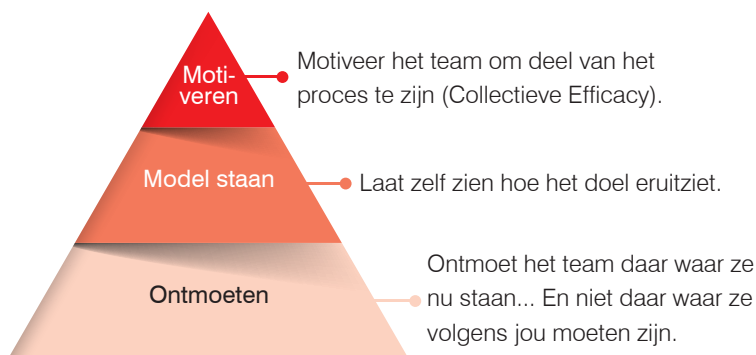 Moti-
veren
Motiveer het team om deel van het
proces te zijn (Collectieve Efficacy).
Model staan
Laat zelf zien hoe het doel eruitziet.
Ontmoeten
Ontmoet het team daar waar ze
nu staan... En niet daar waar ze
volgens jou moeten zijn.